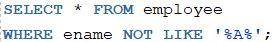 SELECT * FROM employee
WHERE ename NOT LIKE '%A%';